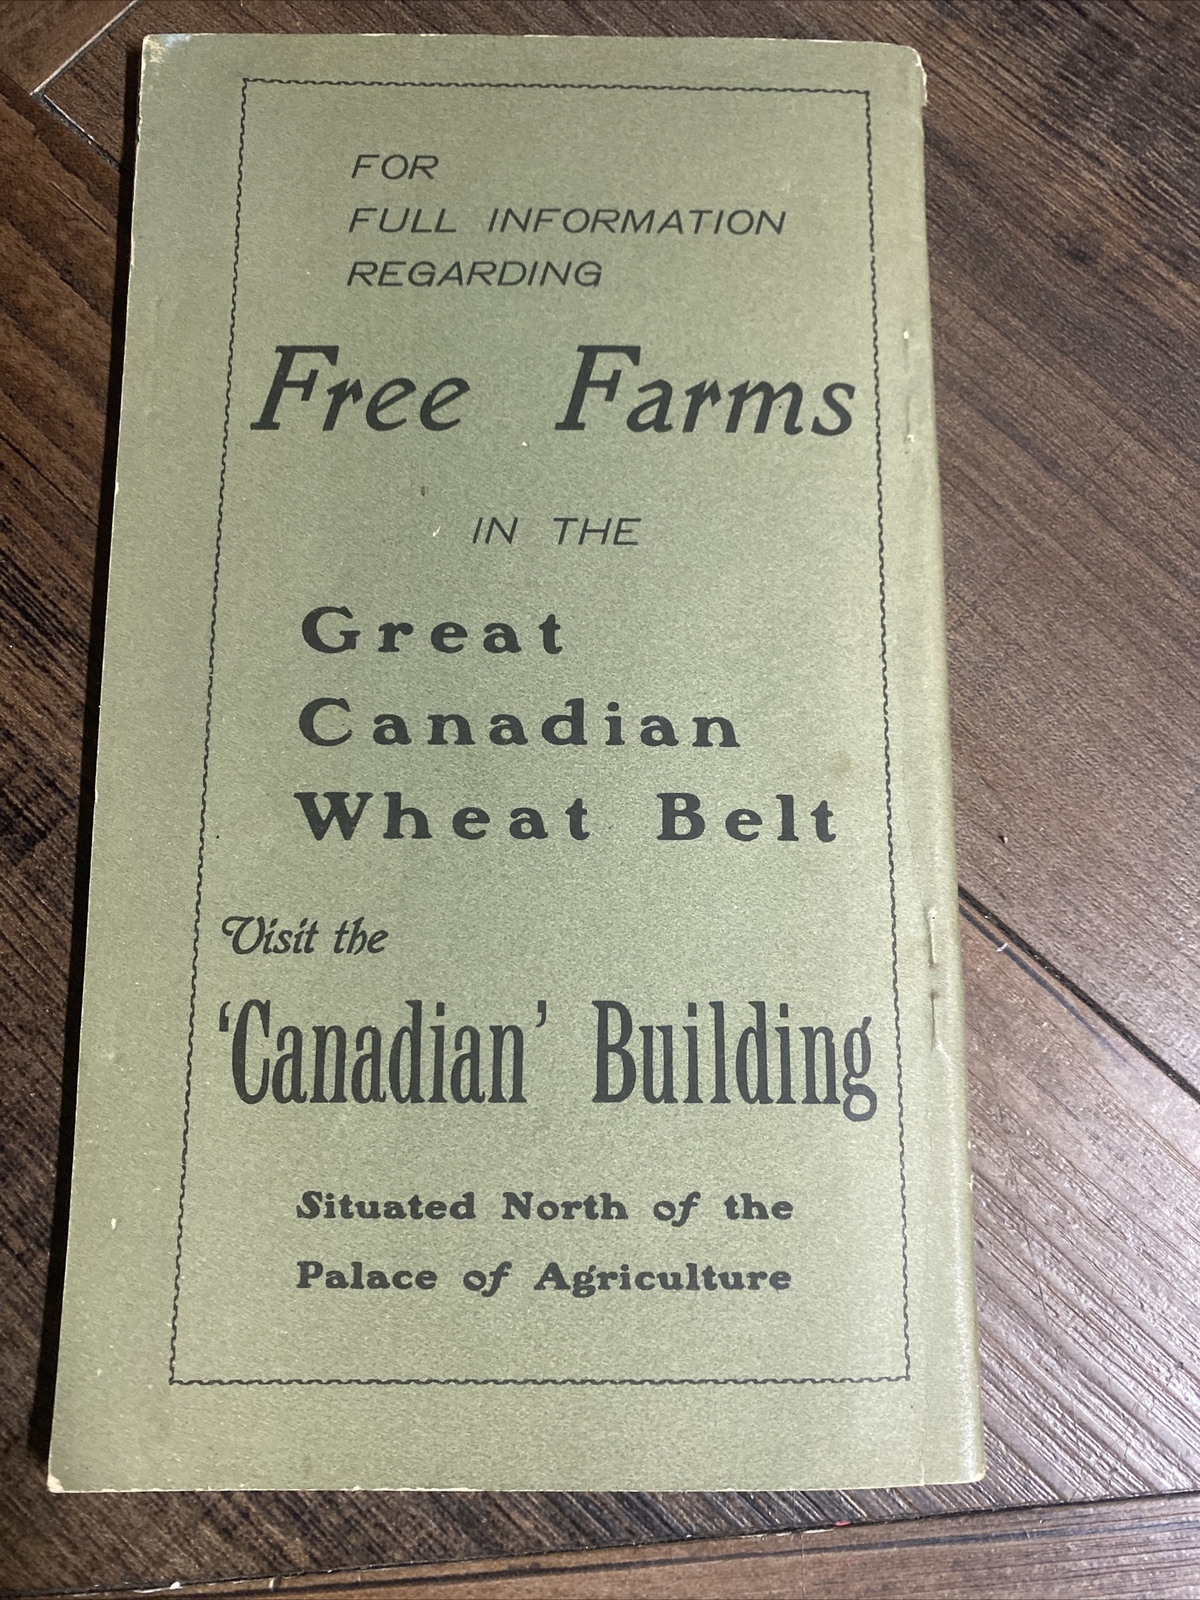 FOR
FULL INFORMATION
REGARDING
Free Farms
IN THE
Great
Canadian
Wheat Belt
Visit the
‘Canadian’ Building
Situated North of the
Palace of Agriculture